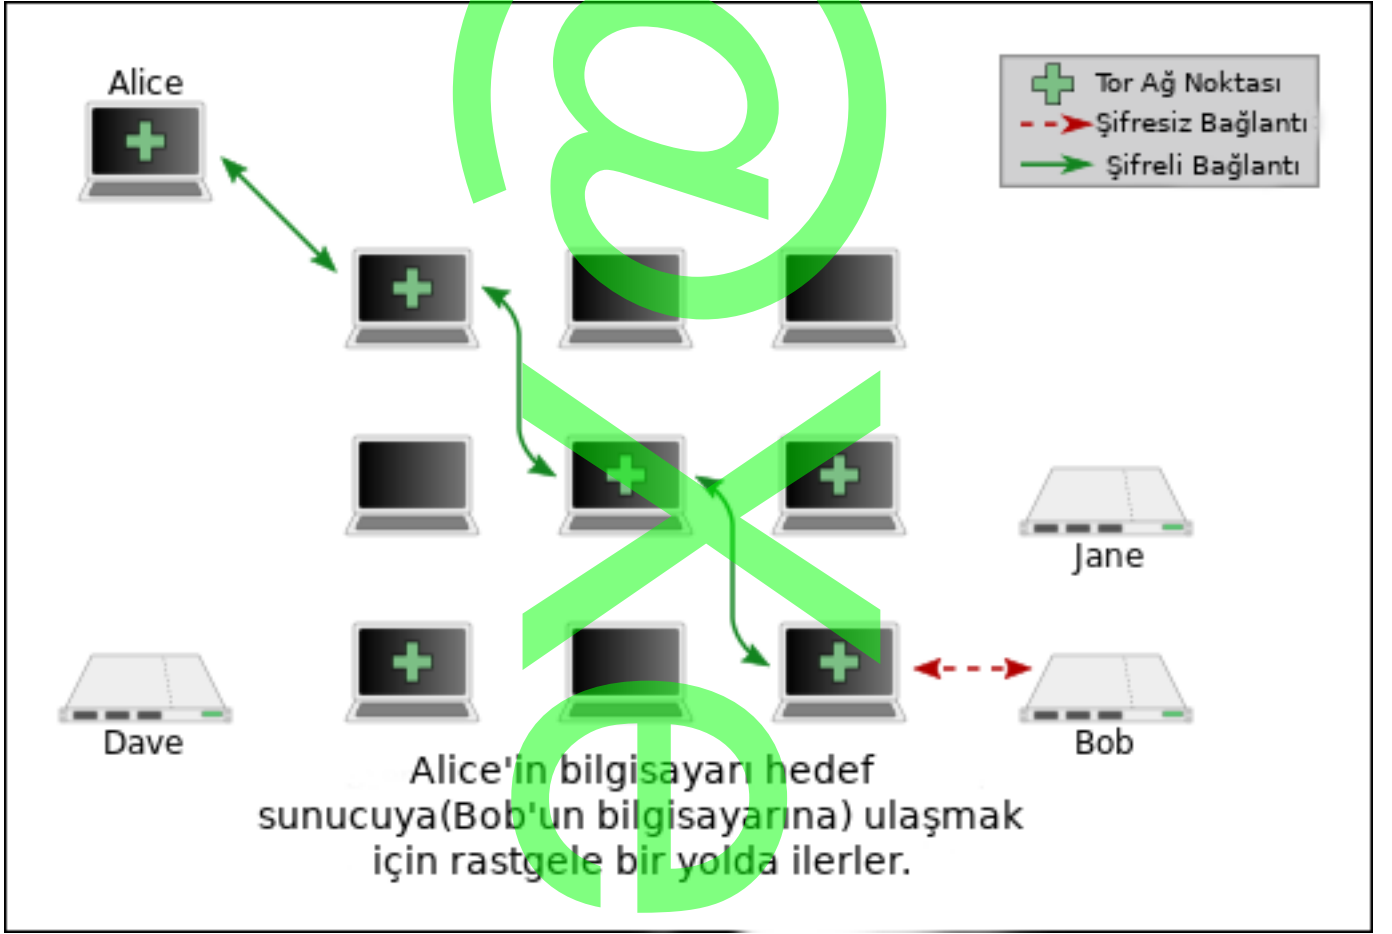 Alice
Tor Ağ Noktası
Şifresiz Bağlantı
Şifreli Bağlantı
Jane
Dave
Bob
Alice'in bilgisayarı hedef
sunucuya(Bob'un bilgisayarına) ulaşmak
için rastgele bir yolda ilerler.
@xe